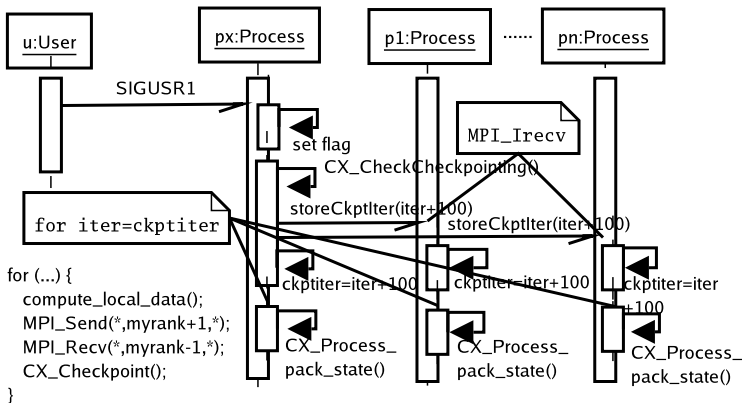 u:User
px:Process
p1:Process
......
pn:Process
SIGUSR1
set flag
MPI_Irecv
CX_CheckCheckpointing()
for iter=ckptiter
storeCkptIter(iter+100)
storeCkptIter(iter+100)
ckptiter=iter+100
ckptiter=iter+100
ckptiter=iter
+100
for (...) {
compute_local_data();
MPI_Send(*,myrank+1,*);
MPI_Recv(*,myrank-1,*);
CX_Checkpoint();
}
CX_Process_
pack_state()
CX_Process_
pack_state()
CX_Process_
pack_state()